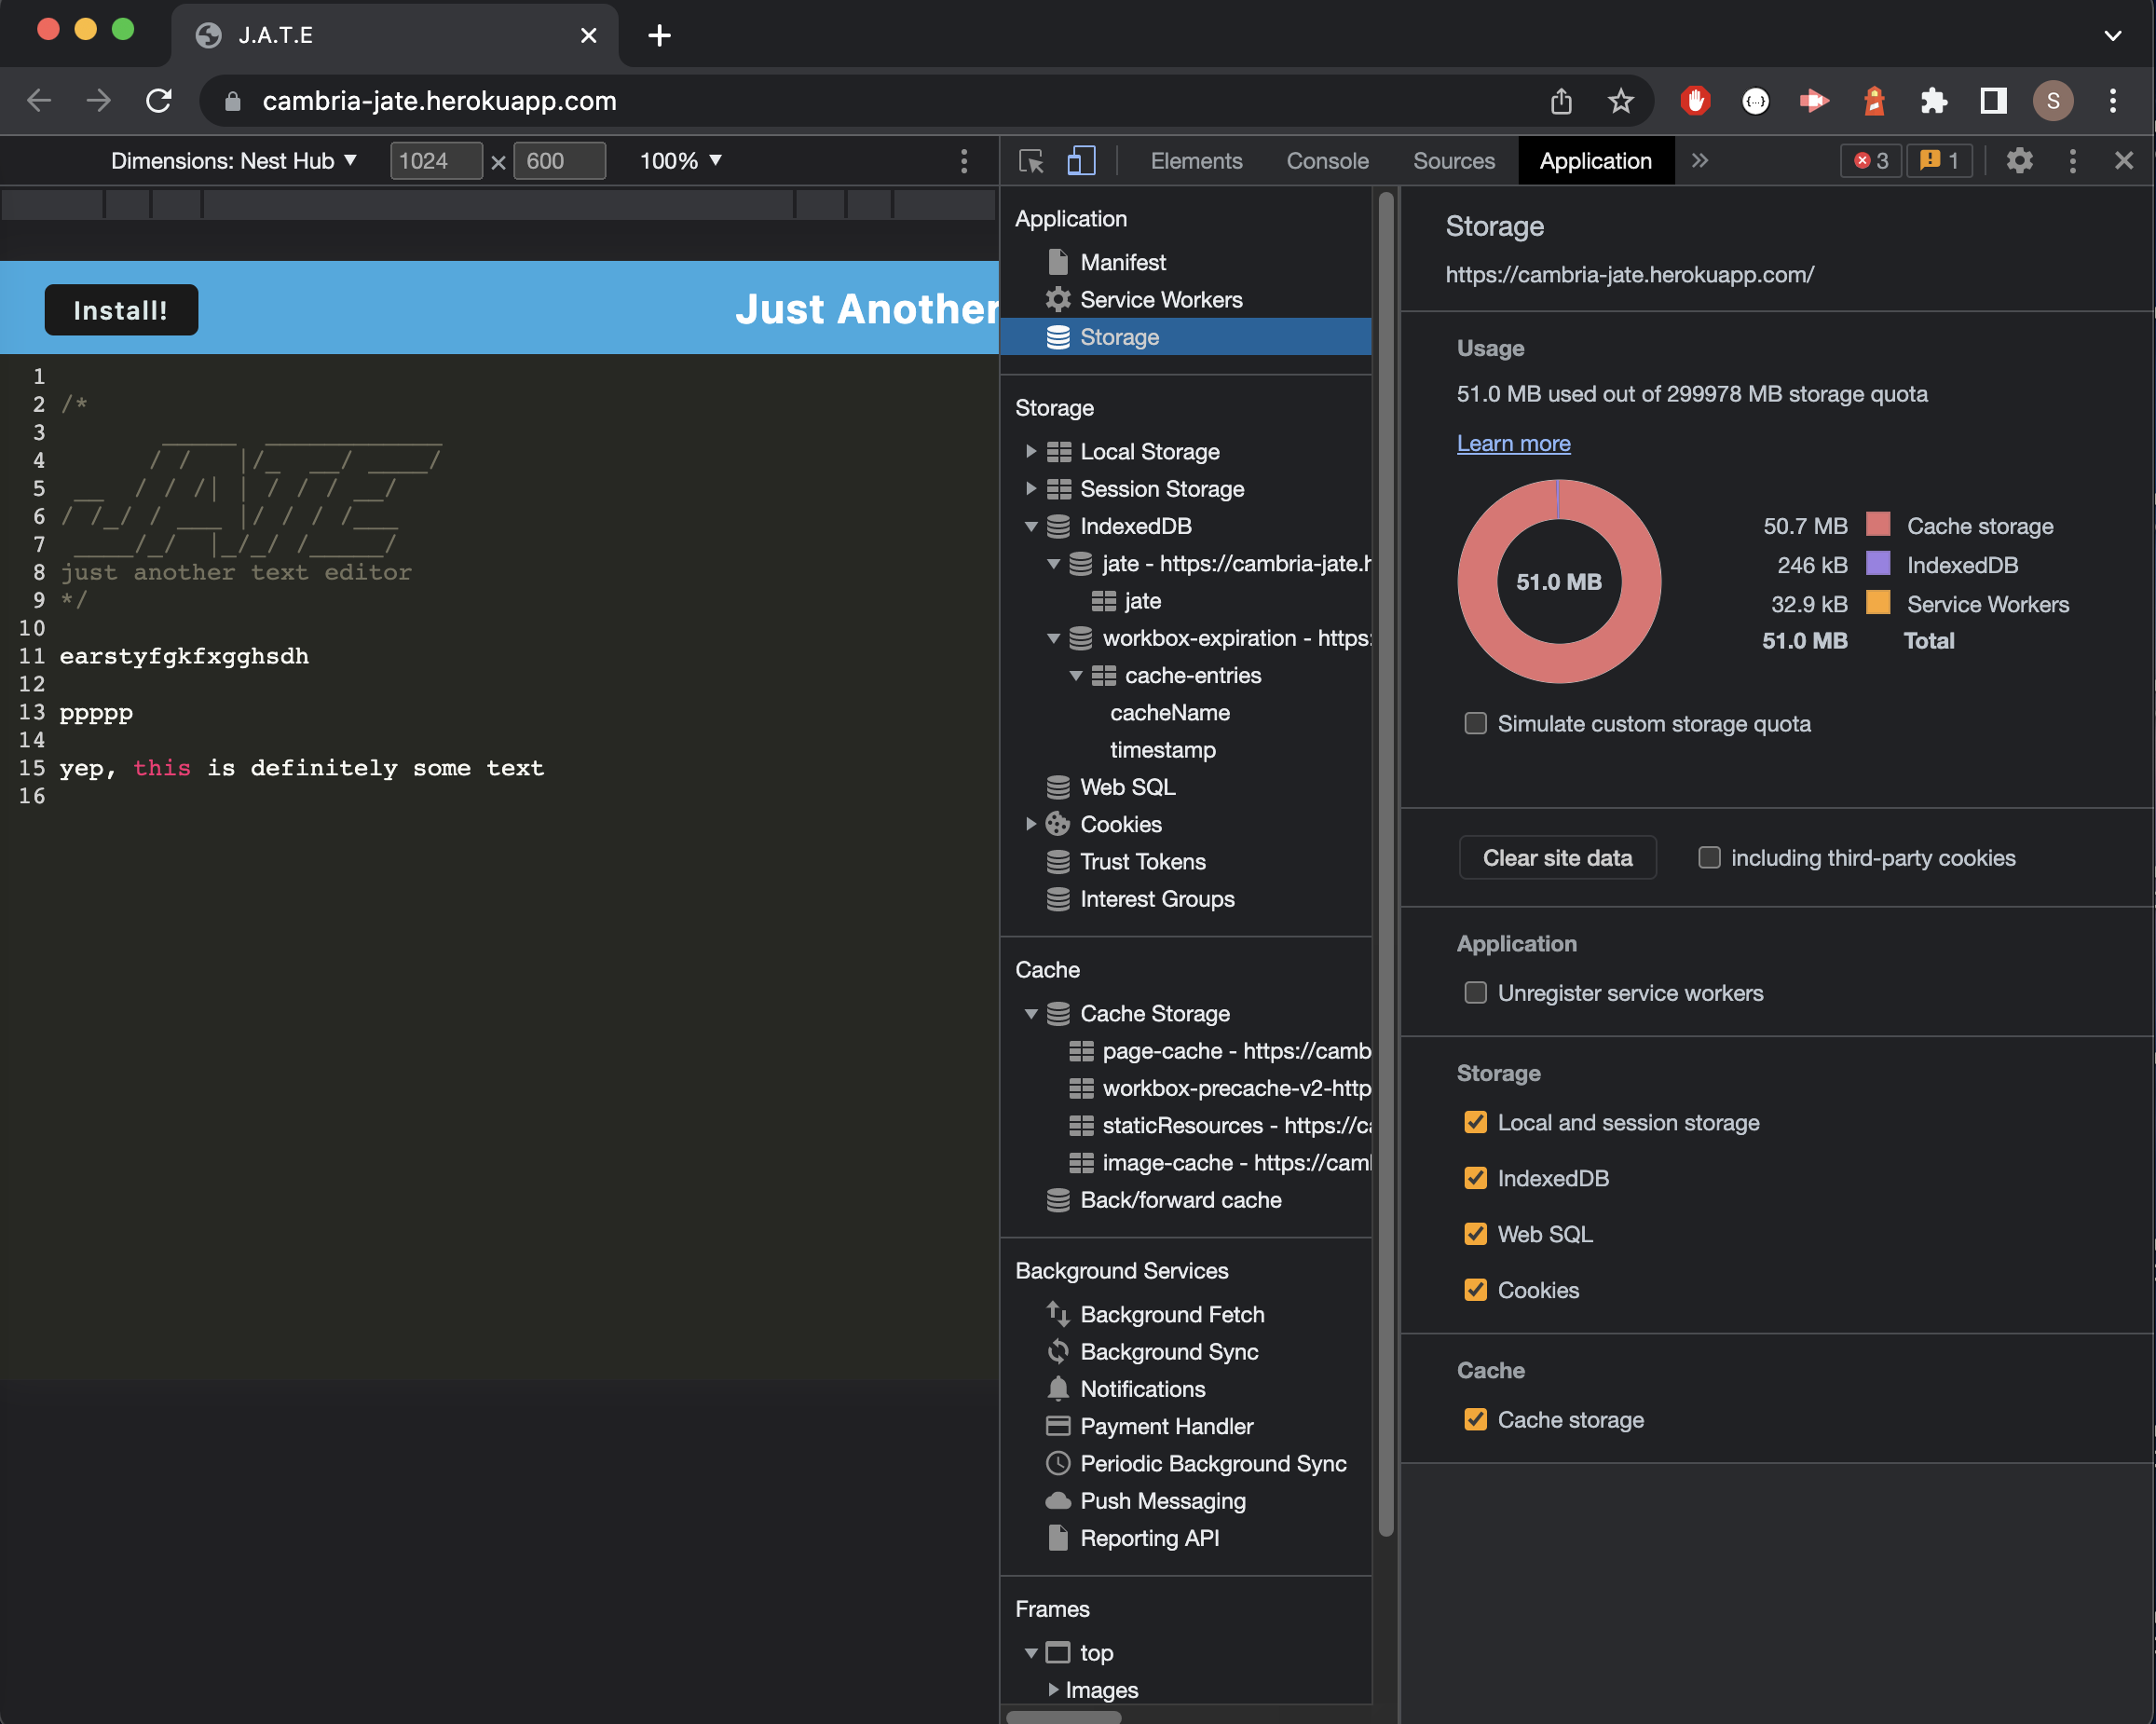 J.A.T.E
cambria-jate.herokuapp.com
S
Dimensions: Nest Hub ▼ 1024 × 600 100% ▼
Elements Console Sources Application » 3 1
Install! Just Another
1
2 /*
3      _____  ____________
4      / /   |/_  __/ ____/
5  __  / / /| | / / / __/
6 / /_/ / ___ |/ / / /___
7  ____/_/  |_/_/ /_____/
8 just another text editor
9 */
10
11 earstyfgkfxgghsdh
12
13 ppppp
14
15 yep, this is definitely some text
16
Application
Manifest
Service Workers
Storage
Storage
Local Storage
Session Storage
IndexedDB
jate - https://cambria-jate.h
jate
workbox-expiration - https:
cache-entries
cacheName
timestamp
Web SQL
Cookies
Trust Tokens
Interest Groups
Cache
Cache Storage
page-cache - https://camb
workbox-precache-v2-http
staticResources - https://ca
image-cache - https://cam
Back/forward cache
Background Services
Background Fetch
Background Sync
Notifications
Payment Handler
Periodic Background Sync
Push Messaging
Reporting API
Frames
top
Images
Storage
https://cambria-jate.herokuapp.com/
Usage
51.0 MB used out of 299978 MB storage quota
Learn more
51.0 MB
50.7 MB Cache storage
246 kB IndexedDB
32.9 kB Service Workers
51.0 MB Total
Simulate custom storage quota
Clear site data including third-party cookies
Application
Unregister service workers
Storage
Local and session storage
IndexedDB
Web SQL
Cookies
Cache
Cache storage